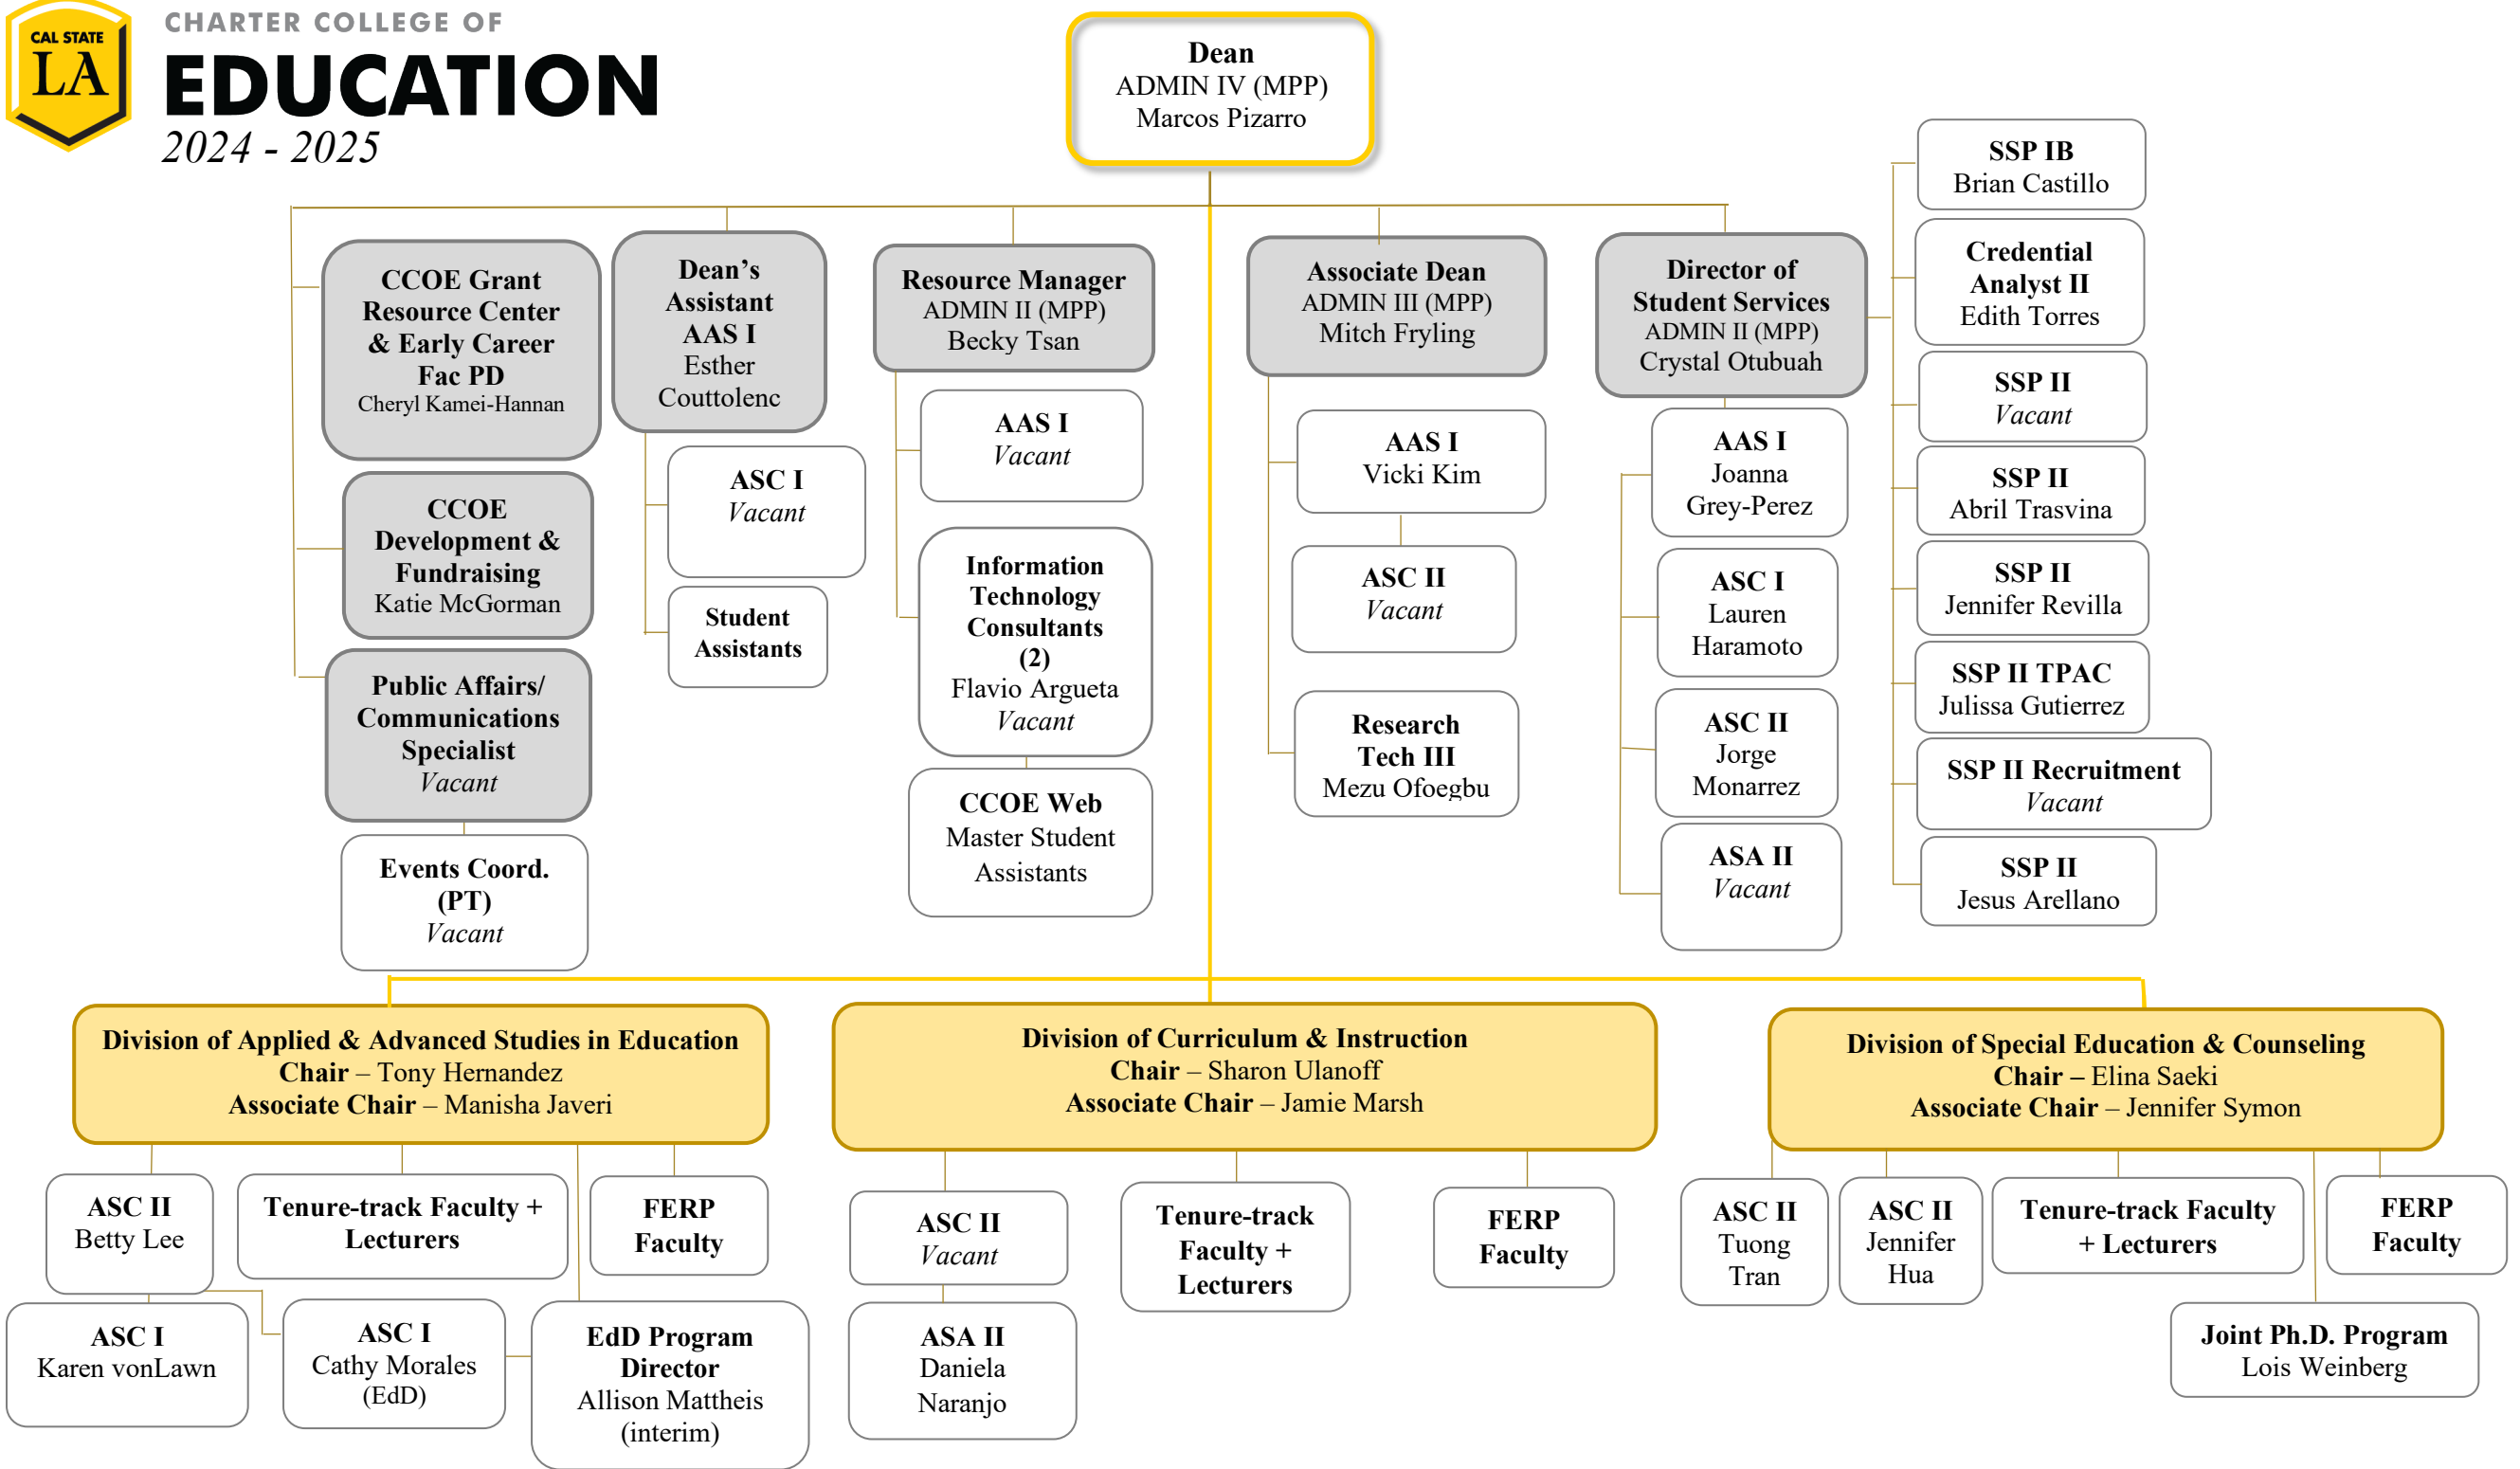 CAL STATE
LA
CHARTER COLLEGE OF
EDUCATION
2024 - 2025
Dean
ADMIN IV (MPP)
Marcos Pizarro
CCOE Grant
Resource Center
& Early Career
Fac PD
Cheryl Kamei-Hannan
CCOE
Development &
Fundraising
Katie McGorman
Public Affairs/
Communications
Specialist
Vacant
Events Coord.
(PT)
Vacant
Dean's
Assistant
AAS I
Esther
Couttolenc
ASC I
Vacant
Student
Assistants
Resource Manager
ADMIN II (MPP)
Becky Tsan
AAS I
Vacant
Information
Technology
Consultants
(2)
Flavio Argueta
Vacant
CCOE Web
Master Student
Assistants
Associate Dean
ADMIN III (MPP)
Mitch Fryling
AAS I
Vicki Kim
ASC II
Vacant
Research
Tech III
Mezu Ofoegbu
Director of
Student Services
ADMIN II (MPP)
Crystal Otubuah
AAS I
Joanna
Grey-Perez
ASC I
Lauren
Haramoto
ASC II
Jorge
Monarrez
ASA II
Vacant
SSP IB
Brian Castillo
Credential
Analyst II
Edith Torres
SSP II
Vacant
SSP II
Abril Trasvina
SSP II
Jennifer Revilla
SSP II TPAC
Julissa Gutierrez
SSP II Recruitment
Vacant
SSP II
Jesus Arellano
Division of Applied & Advanced Studies in Education
Chair – Tony Hernandez
Associate Chair – Manisha Javeri
ASC II
Betty Lee
Tenure-track Faculty +
Lecturers
FERP
Faculty
ASC I
Karen vonLawn
ASC I
Cathy Morales
(EdD)
EdD Program
Director
Allison Mattheis
(interim)
Division of Curriculum & Instruction
Chair – Sharon Ulanoff
Associate Chair – Jamie Marsh
ASC II
Vacant
Tenure-track
Faculty +
Lecturers
FERP
Faculty
ASA II
Daniela
Naranjo
Division of Special Education & Counseling
Chair – Elina Saeki
Associate Chair – Jennifer Symon
ASC II
Tuong
Tran
ASC II
Jennifer
Hua
Tenure-track Faculty
+ Lecturers
FERP
Faculty
Joint Ph.D. Program
Lois Weinberg